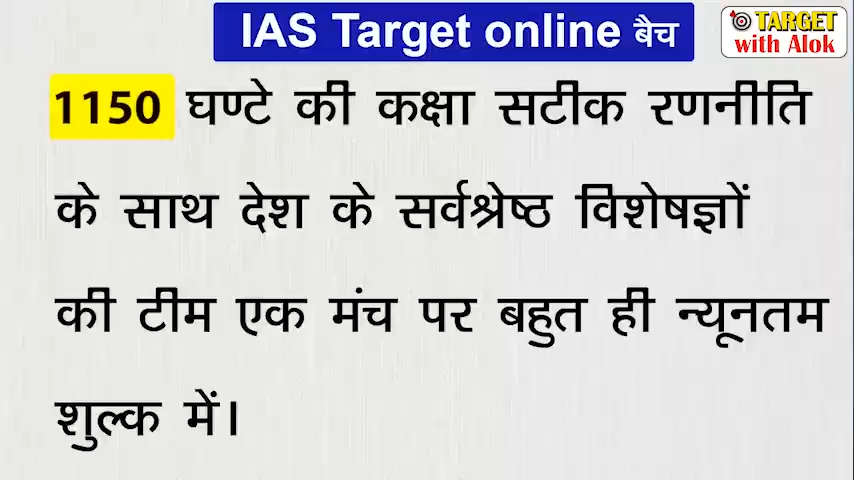 IAS Target online बैच
TARGET
with Alok
1150 घण्टे की कक्षा सटीक रणनीति
के साथ देश के सर्वश्रेष्ठ विशेषज्ञों
की टीम एक मंच पर बहुत ही न्यूनतम
शुल्क में।